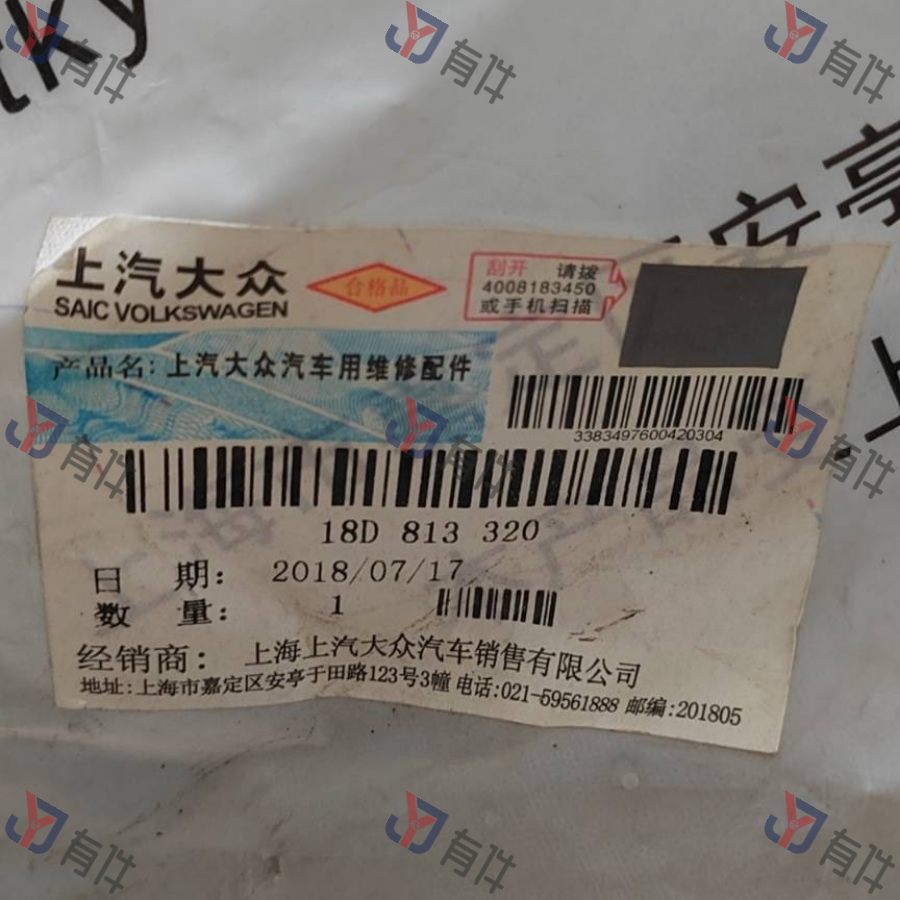 tky
安亭
上汽大众
SAIC VOLKSWAGEN
合格品
刮开 请拨
4008183450
或手机扫描
产品名: 上汽大众汽车用维修配件
3383497600420304
18D 813 320
日 期: 2018/07/17
数 量: 1
经销商: 上海上汽大众汽车销售有限公司
地址: 上海市嘉定区安亭于田路123号3幢 电话:021-59561888 邮编:201805
有件
有件
有件
有件
有件
有件
有件
有件
有件